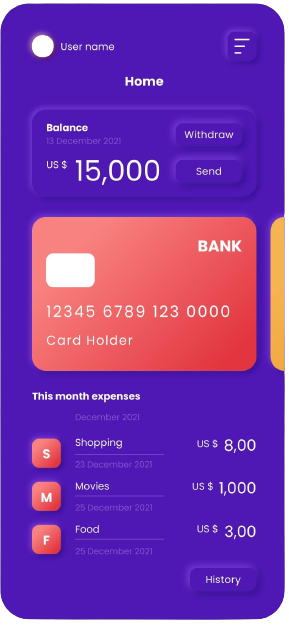 User name
Home
Balance
13 December 2021
Withdraw
US $ 15,000
Send
BANK
12345 6789 123 0000
Card Holder
This month expenses
December 2021
S
Shopping
US $ 8,00
23 December 2021
M
Movies
US $ 1,000
25 December 2021
F
Food
US $ 3,00
25 December 2021
History